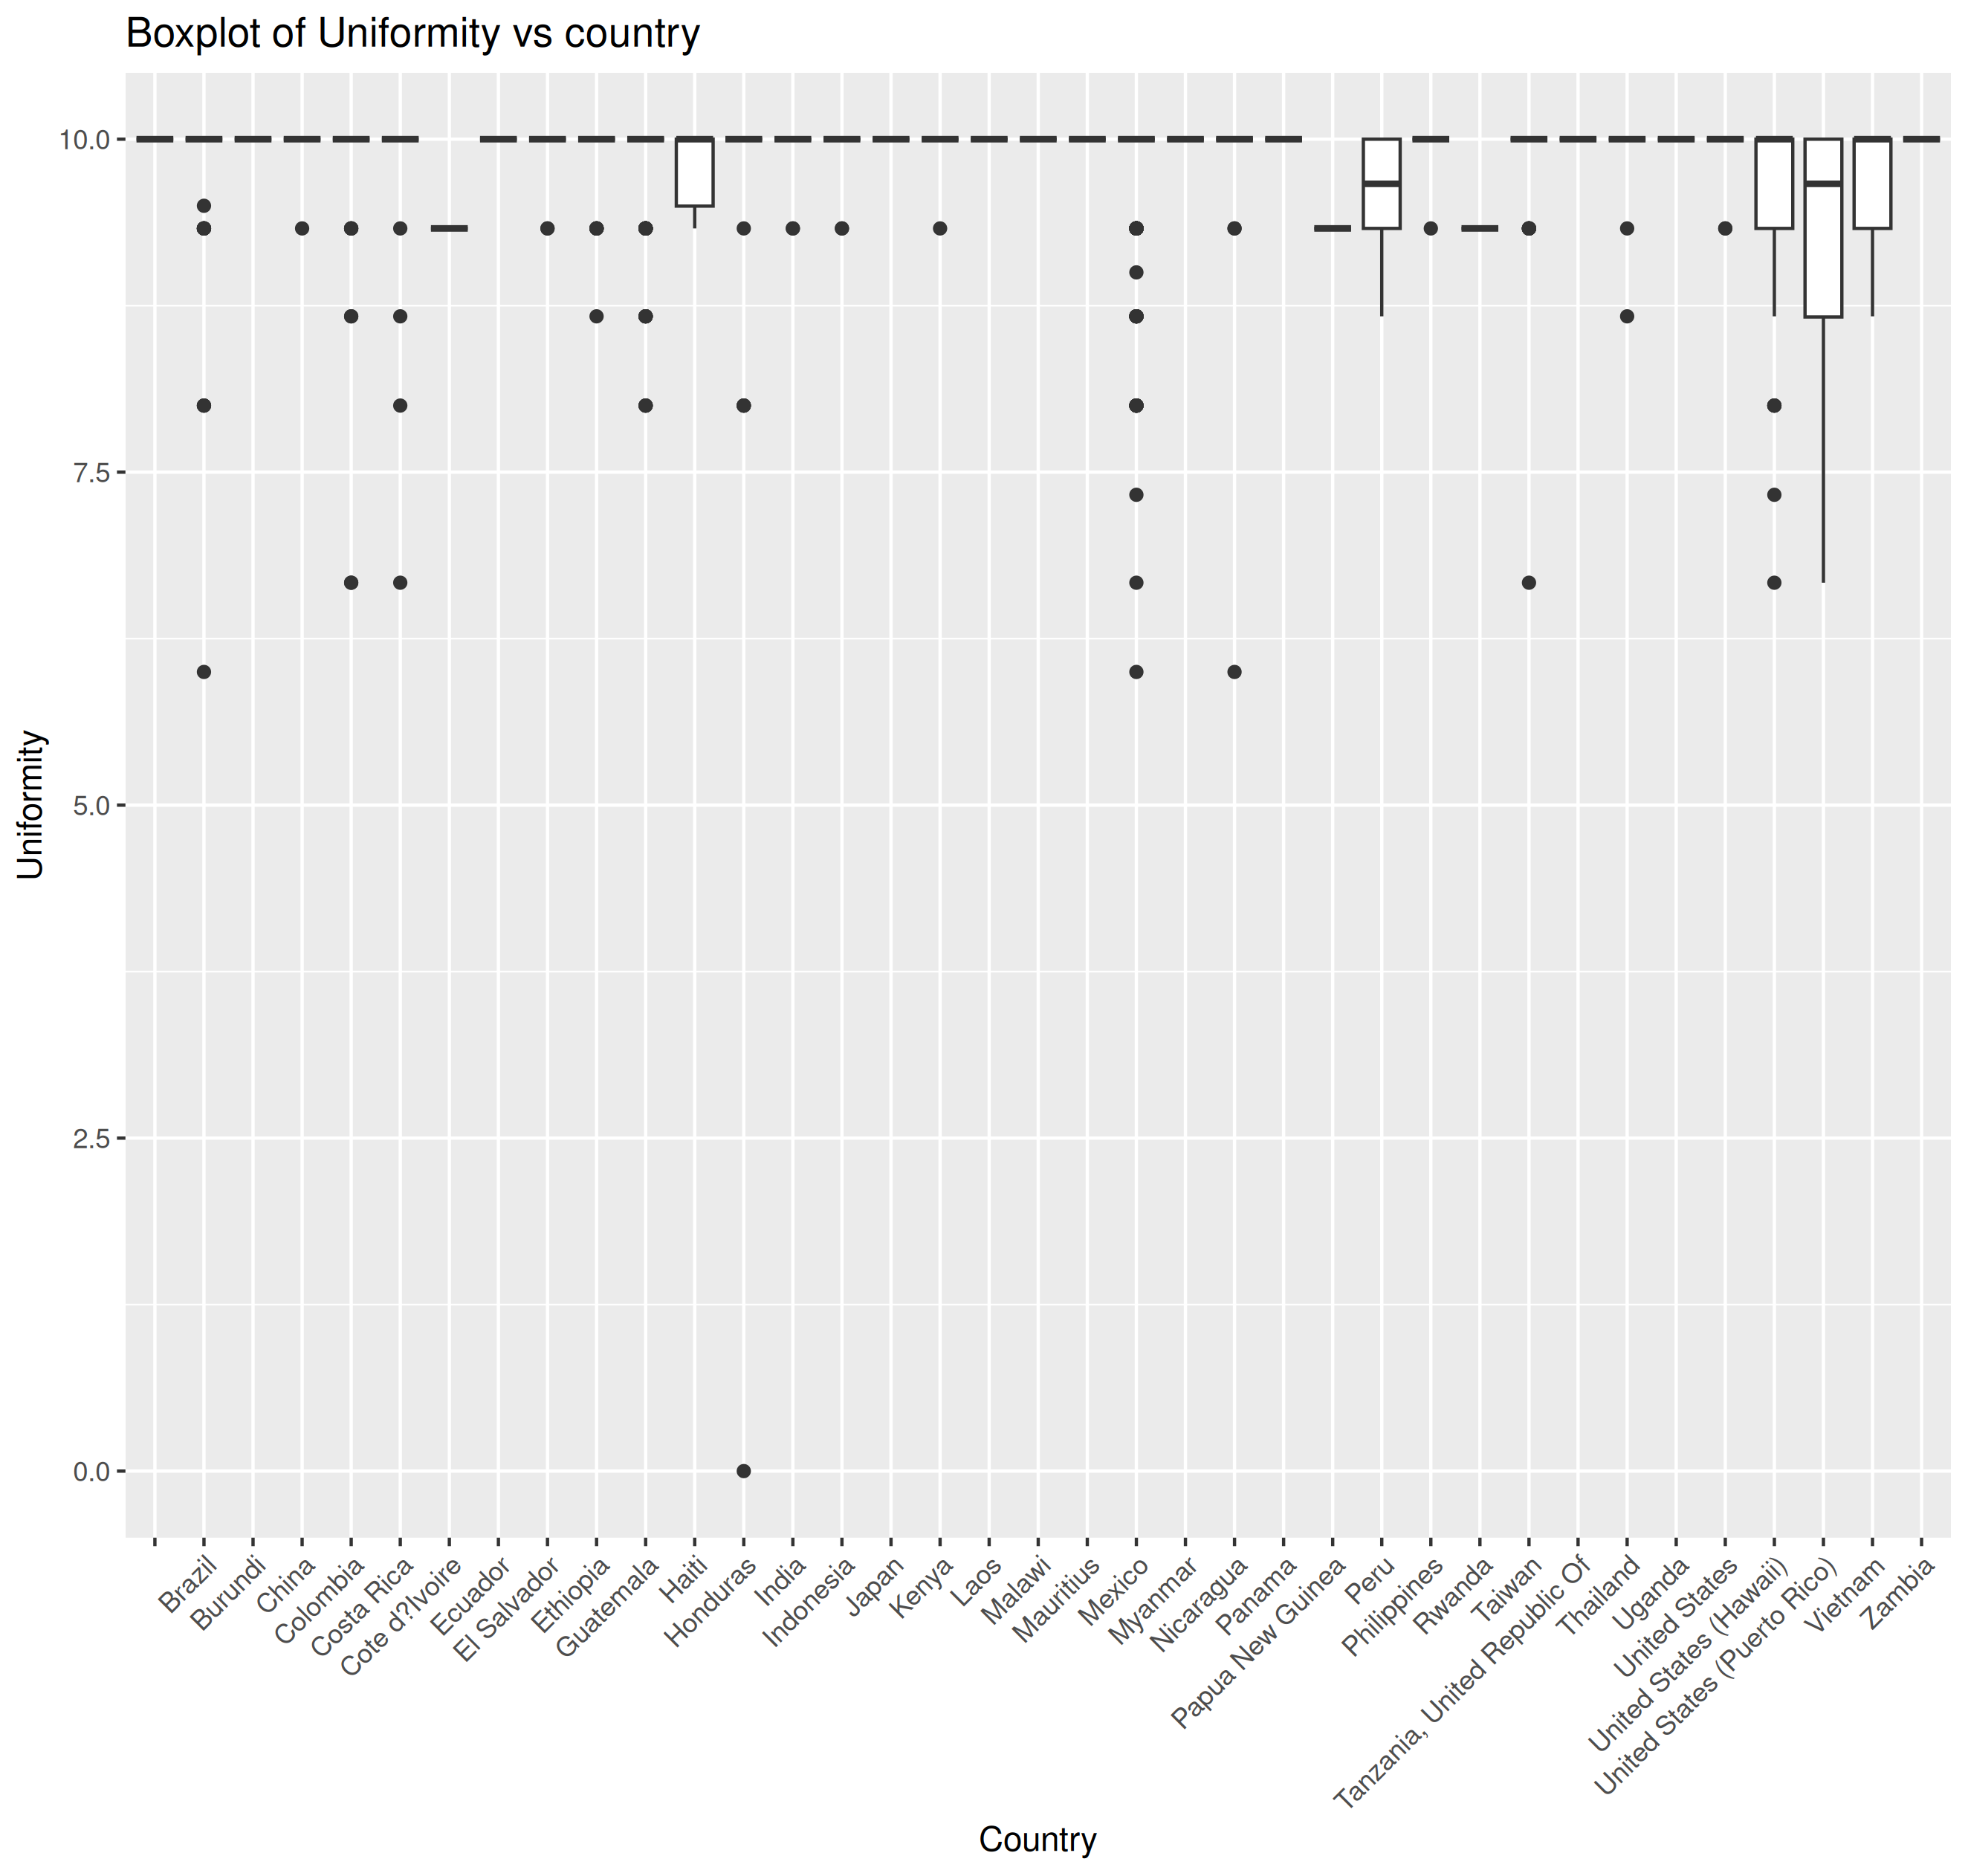 Boxplot of Uniformity vs country
Uniformity
10.0
7.5
5.0
2.5
0.0
Brazil
Burundi
China
Colombia
Costa Rica
Cote d?Ivoire
Ecuador
El Salvador
Ethiopia
Guatemala
Haiti
Honduras
India
Indonesia
Japan
Kenya
Laos
Malawi
Mauritius
Mexico
Myanmar
Nicaragua
Panama
Papua New Guinea
Peru
Philippines
Rwanda
Taiwan
Tanzania, United Republic Of
Thailand
Uganda
United States
United States (Hawaii)
United States (Puerto Rico)
Vietnam
Zambia
Country